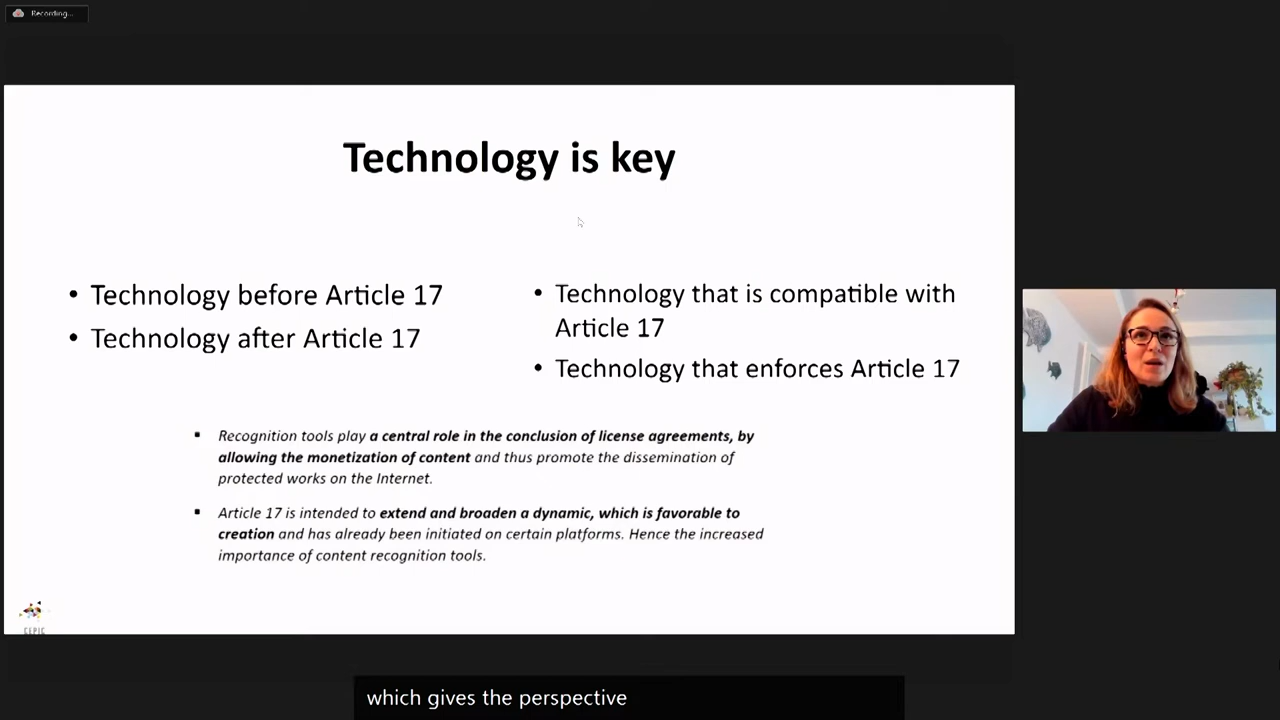 Recording...
Technology is key
• Technology before Article 17
• Technology after Article 17
• Technology that is compatible with
Article 17
• Technology that enforces Article 17
▪ Recognition tools play a central role in the conclusion of license agreements, by
allowing the monetization of content and thus promote the dissemination of
protected works on the Internet.
▪ Article 17 is intended to extend and broaden a dynamic, which is favorable to
creation and has already been initiated on certain platforms. Hence the increased
importance of content recognition tools.
CEPIC
which gives the perspective